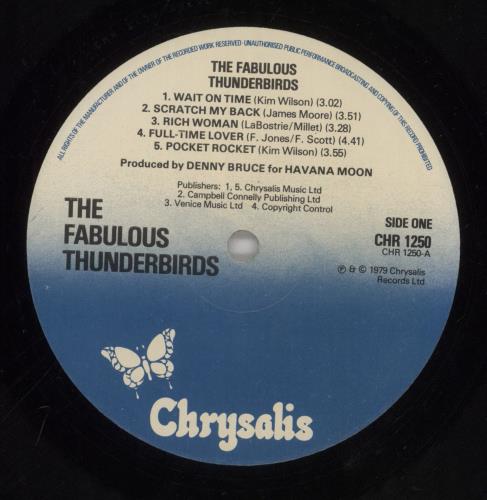 ALL RIGHTS OF THE MANUFACTURER AND OF THE OWNER OF THE RECORDED WORK RESERVED · UNAUTHORISED PUBLIC PERFORMANCE BROADCASTING AND COPYING OF THIS RECORD PROHIBITED
THE FABULOUS
THUNDERBIRDS
1. WAIT ON TIME (Kim Wilson) (3.02)
2. SCRATCH MY BACK (James Moore) (3.51)
3. RICH WOMAN (LaBostrie/Millet) (3.28)
4. FULL-TIME LOVER (F. Jones/F. Scott) (4.41)
5. POCKET ROCKET (Kim Wilson) (3.55)
Produced by DENNY BRUCE for HAVANA MOON
Publishers: 1, 5. Chrysalis Music Ltd
2. Campbell Connelly Publishing Ltd
3. Venice Music Ltd 4. Copyright Control
THE
FABULOUS
THUNDERBIRDS
SIDE ONE
CHR 1250
CHR 1250-A
℗ & © 1979 Chrysalis
Records Ltd.
Chrysalis